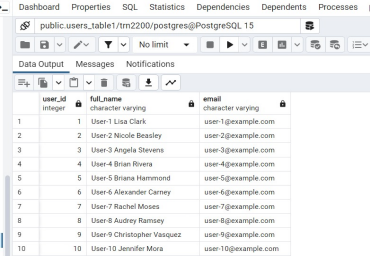 Dashboard Properties SQL Statistics Dependencies Dependents Processes
public.users_table1/trm2200/postgres@PostgreSQL 15
No limit
E
Data Output Messages Notifications
user_id full_name email
integer character varying character varying
1 1 User-1 Lisa Clark user-1@example.com
2 2 User-2 Nicole Beasley user-2@example.com
3 3 User-3 Angela Stevens user-3@example.com
4 4 User-4 Brian Rivera user-4@example.com
5 5 User-5 Briana Hammond user-5@example.com
6 6 User-6 Alexander Carney user-6@example.com
7 7 User-7 Rachel Moses user-7@example.com
8 8 User-8 Audrey Ramsey user-8@example.com
9 9 User-9 Christopher Vasquez user-9@example.com
10 10 User-10 Jennifer Mora user-10@example.com